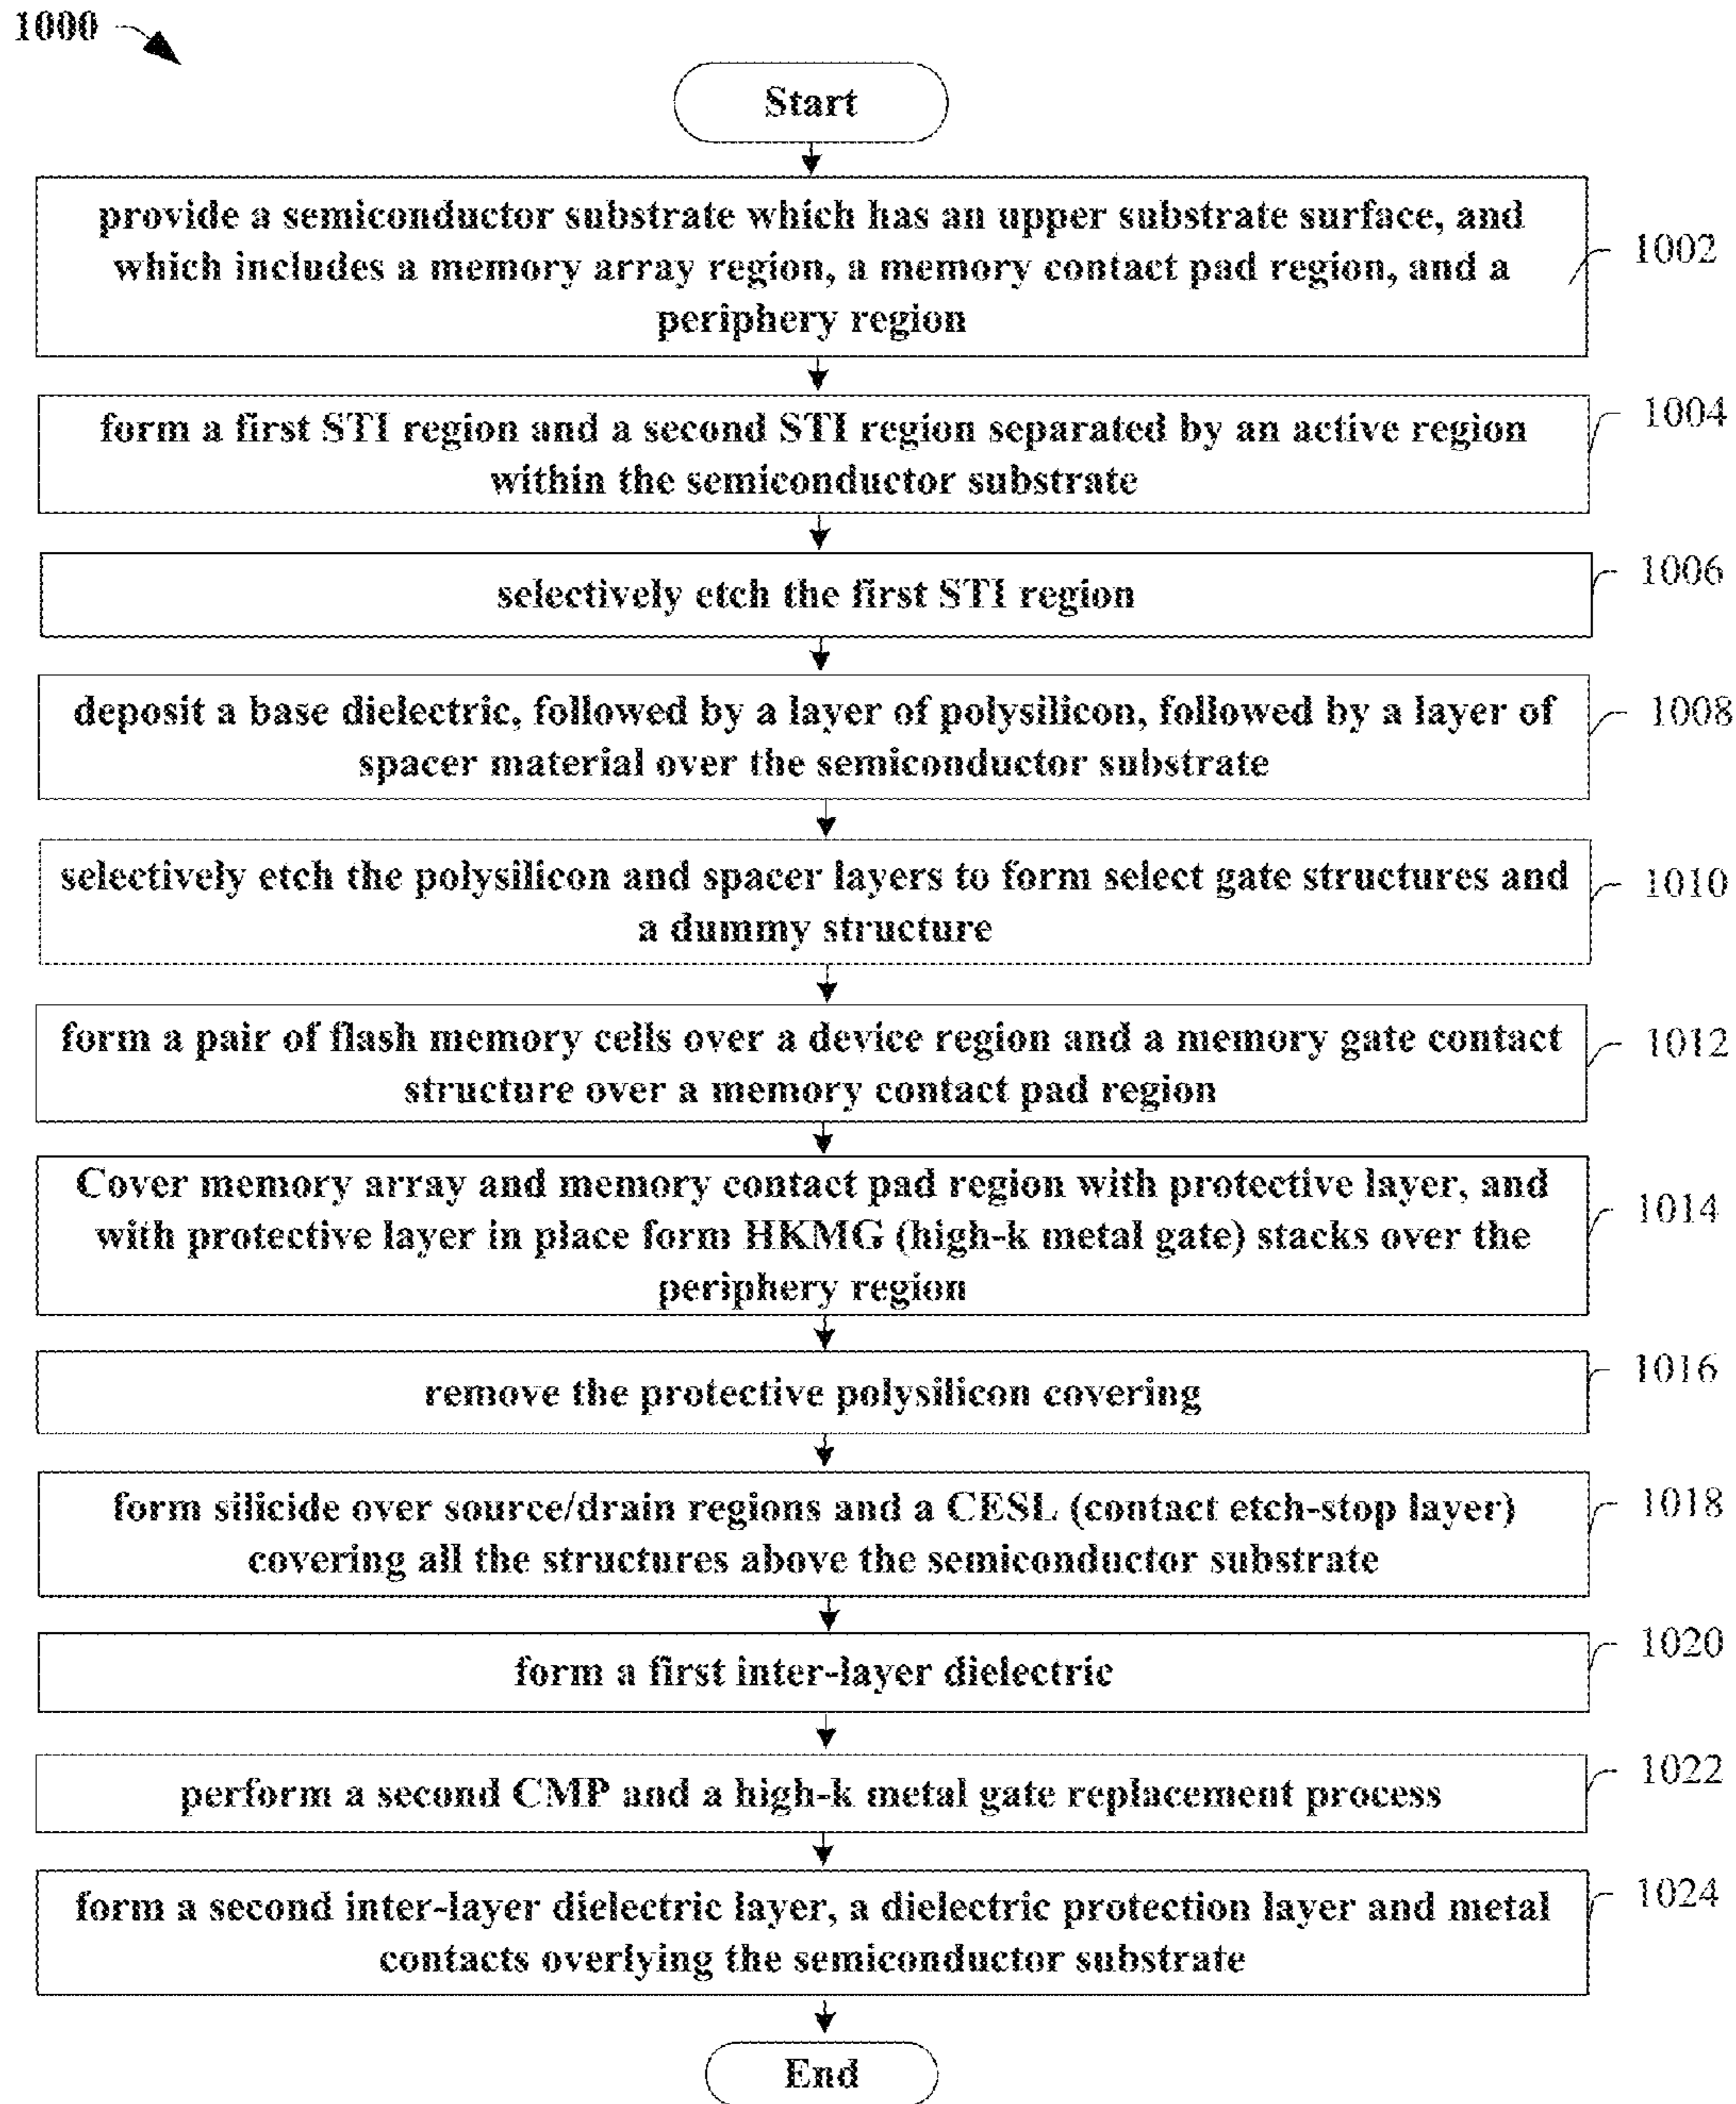 1000
Start
provide a semiconductor substrate which has an upper substrate surface, and
which includes a memory array region, a memory contact pad region, and a
periphery region
1002
form a first STI region and a second STI region separated by an active region
within the semiconductor substrate
1004
selectively etch the first STI region
1006
deposit a base dielectric, followed by a layer of polysilicon, followed by a layer of
spacer material over the semiconductor substrate
1008
selectively etch the polysilicon and spacer layers to form select gate structures and
a dummy structure
1010
form a pair of flash memory cells over a device region and a memory gate contact
structure over a memory contact pad region
1012
Cover memory array and memory contact pad region with protective layer, and
with protective layer in place form HKMG (high-k metal gate) stacks over the
periphery region
1014
remove the protective polysilicon covering
1016
form silicide over source/drain regions and a CESL (contact etch-stop layer)
covering all the structures above the semiconductor substrate
1018
form a first inter-layer dielectric
1020
perform a second CMP and a high-k metal gate replacement process
1022
form a second inter-layer dielectric layer, a dielectric protection layer and metal
contacts overlying the semiconductor substrate
1024
End